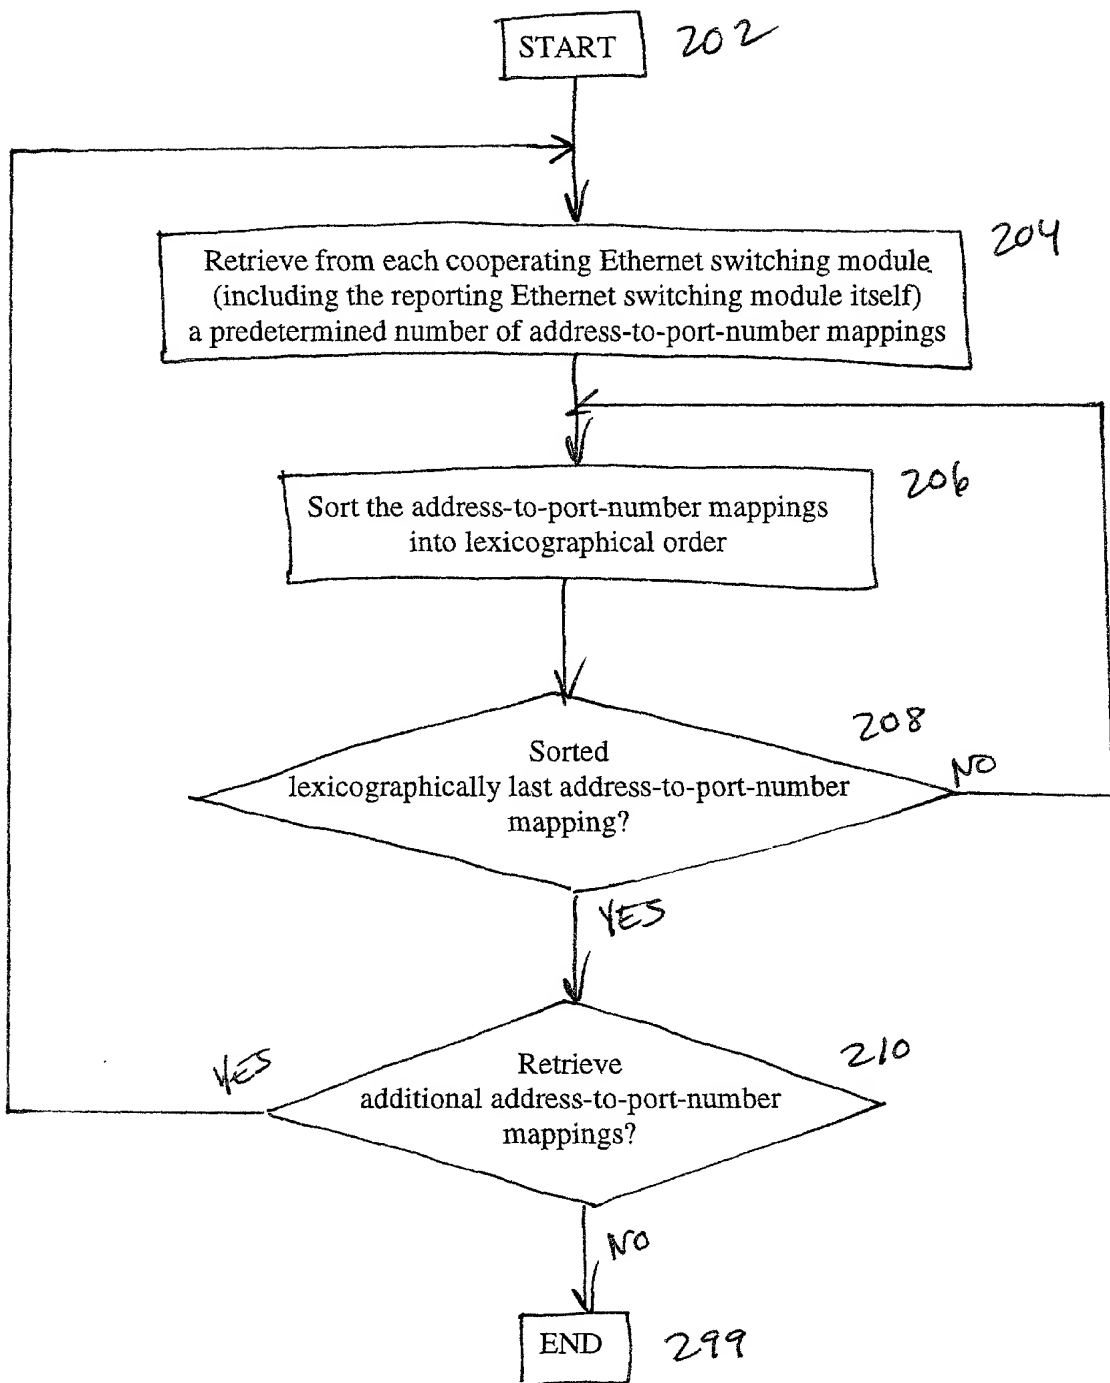 START 202
204
Retrieve from each cooperating Ethernet switching module
(including the reporting Ethernet switching module itself)
a predetermined number of address-to-port-number mappings
206
Sort the address-to-port-number mappings
into lexicographical order
208
Sorted
lexicographically last address-to-port-number
mapping?
NO
YES
210
Retrieve
additional address-to-port-number
mappings?
YES
NO
END 299